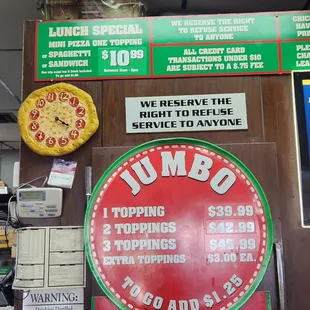 LUNCH SPECIAL
MINI PIZZA ONE TOPPING
or SPAGHETTI
or SANDWICH
$10.99
WE RESERVE THE RIGHT
TO REFUSE SERVICE
TO ANYONE
ALL CREDIT CARD
TRANSACTIONS UNDER $10
ARE SUBJECT TO A $.75 FEE
WE RESERVE THE
RIGHT TO REFUSE
SERVICE TO ANYONE
JUMBO
1 TOPPING $39.99
2 TOPPINGS $42.99
3 TOPPINGS $45.99
EXTRA TOPPINGS $3.00 EA.
TO GO ADD $1.25
WARNING: